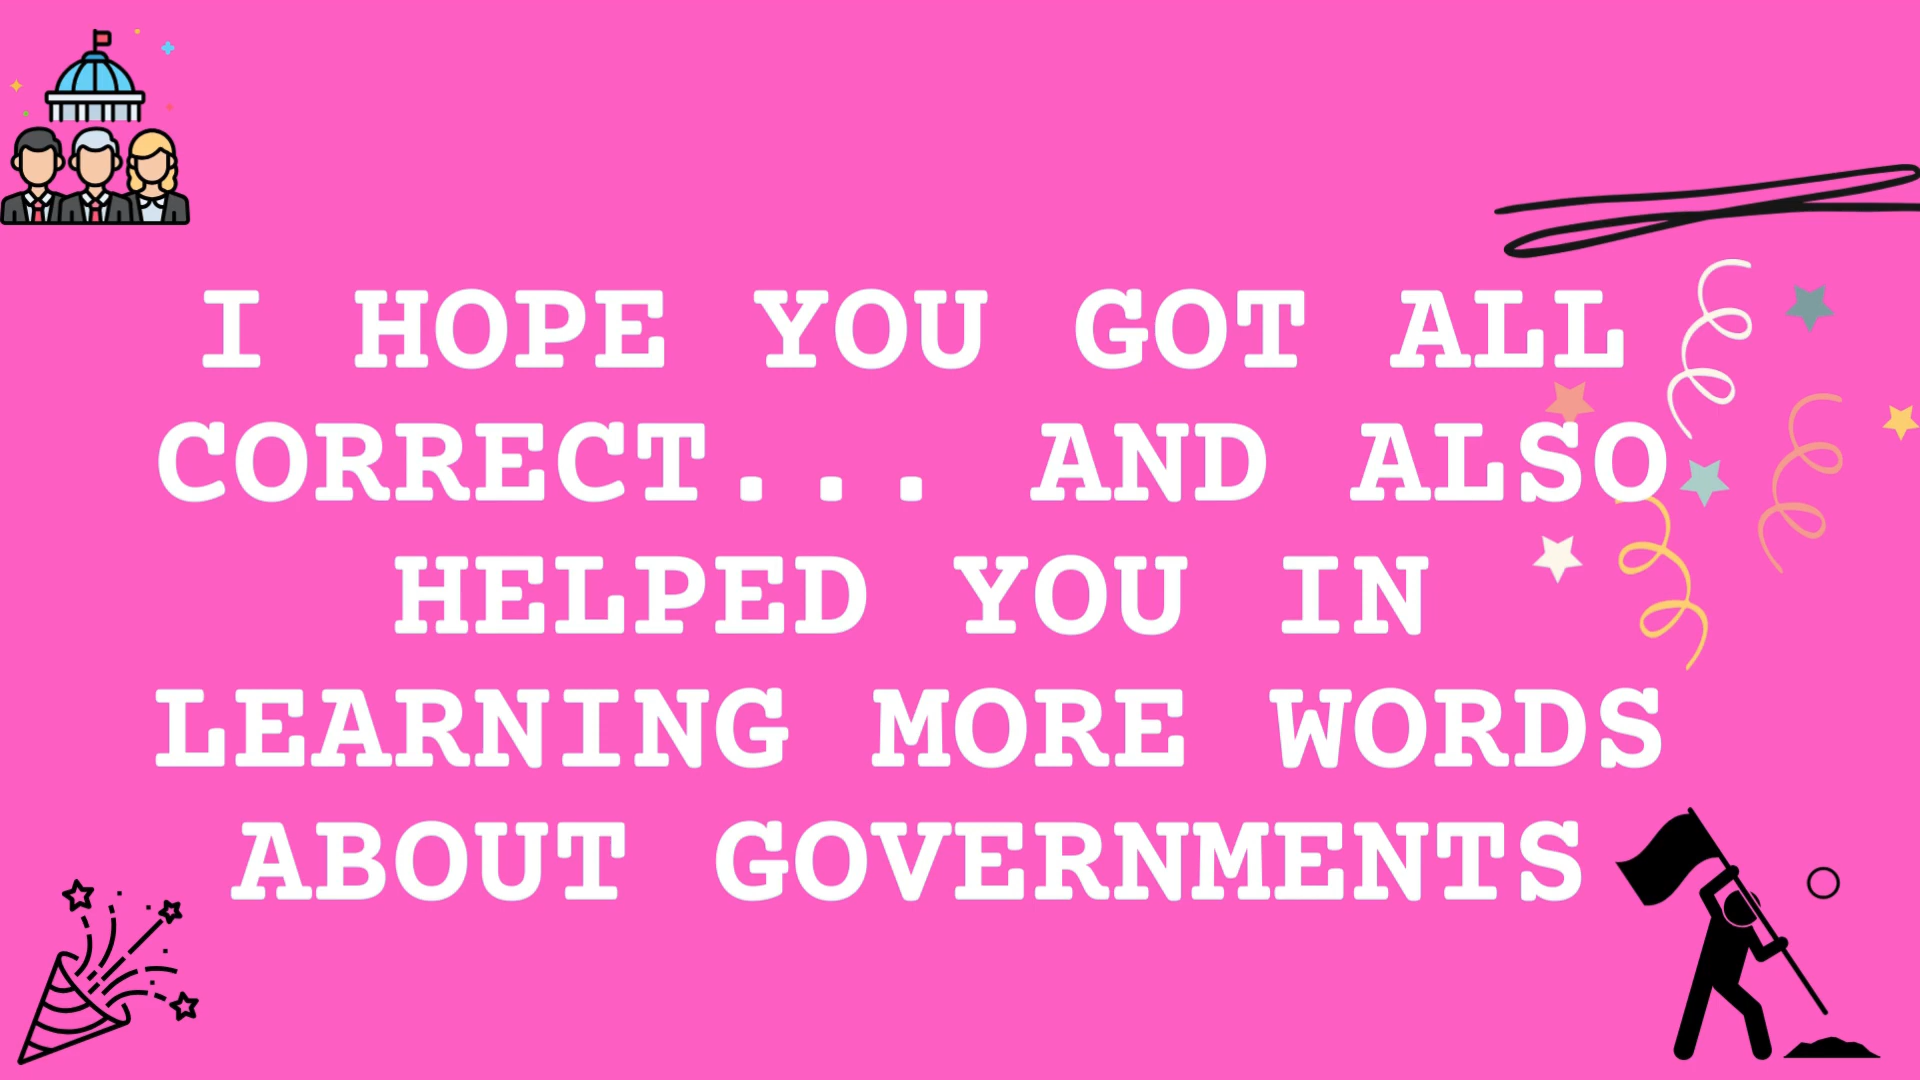 I HOPE YOU GOT ALL
CORRECT... AND ALSO
HELPED YOU IN
LEARNING MORE WORDS
ABOUT GOVERNMENTS